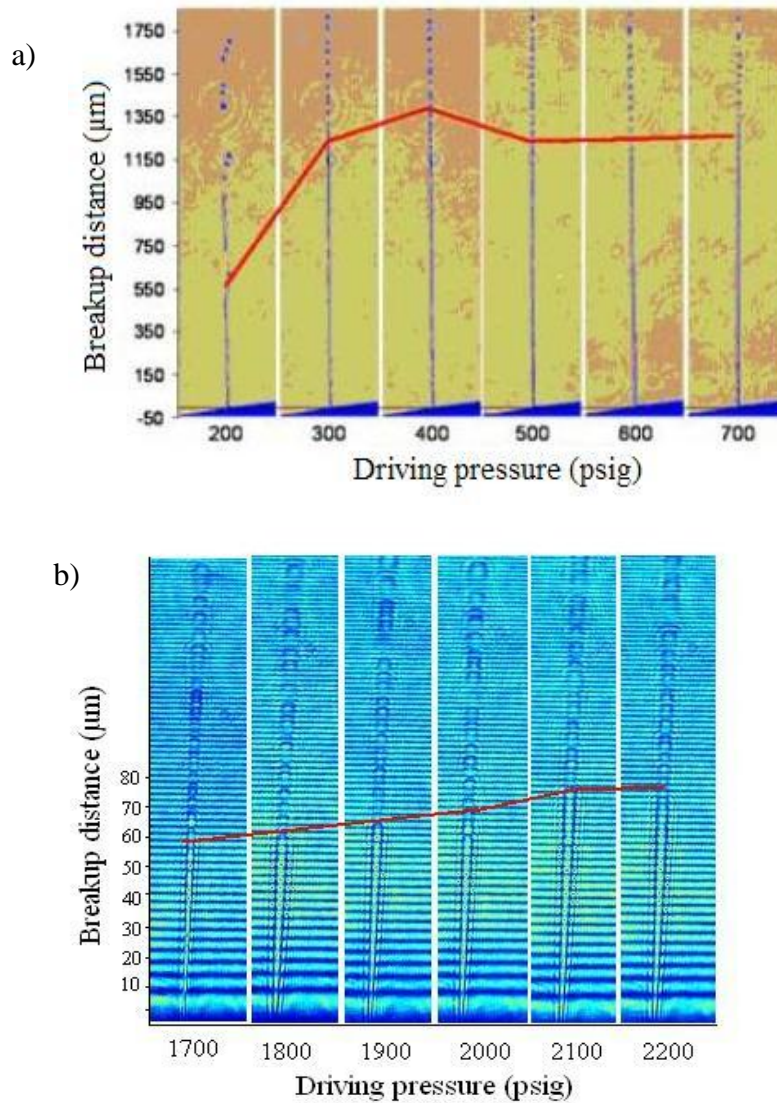 a)
Breakup distance (µm)
1750
1550
1350
1150
950
750
550
350
150
-50
200 300 400 500 600 700
Driving pressure (psig)
b)
Breakup distance (µm)
80
70
60
50
40
30
20
10
1700 1800 1900 2000 2100 2200
Driving pressure (psig)